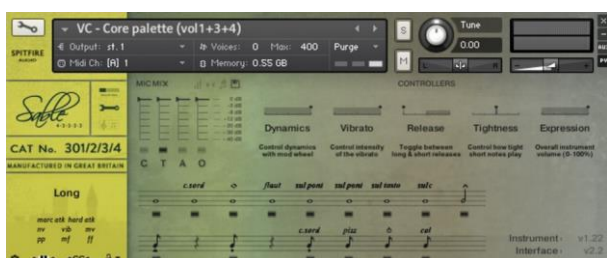 VC - Core palette (vol1+3+4)
Output: st. 1 Voices: 0 Max: 400 Purge
Midi Ch: [A] 1 Memory: 0.55 GB
S
M
Tune
0.00
L R
SPITFIRE
Sable
CAT No. 301/2/3/4
MANUFACTURED IN GREAT BRITAIN
Long
marc atk hard atk
nv vib mv
pp mf ff
MIC MIX
C T A O
CONTROLLERS
Dynamics Vibrato Release Tightness Expression
Control dynamics with mod wheel
Control intensity of the vibrato
Toggle between long & short releases
Control how tight short notes play
Overall instrument volume (0-100%)
c.sord flaut sul pont sul pont sul tasto sul c
c.sord pizz col
Instrument: v1.22
Interface: v2.2